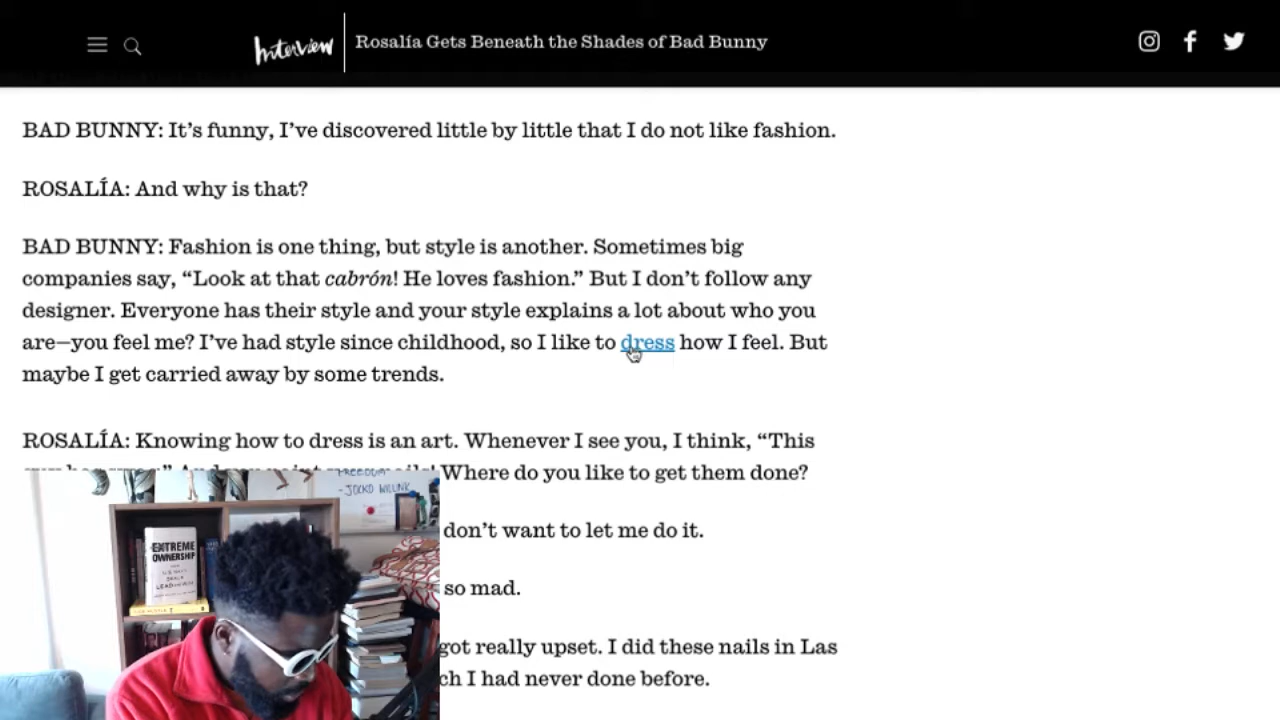 Interview
Rosalía Gets Beneath the Shades of Bad Bunny
BAD BUNNY: It’s funny, I’ve discovered little by little that I do not like fashion.
ROSALÍA: And why is that?
BAD BUNNY: Fashion is one thing, but style is another. Sometimes big
companies say, “Look at that cabrón! He loves fashion.” But I don’t follow any
designer. Everyone has their style and your style explains a lot about who you
are—you feel me? I’ve had style since childhood, so I like to dress how I feel. But
maybe I get carried away by some trends.
ROSALÍA: Knowing how to dress is an art. Whenever I see you, I think, “This
Where do you like to get them done?
don’t want to let me do it.
so mad.
got really upset. I did these nails in Las
ch I had never done before.
FREEDOM
- JOCKO WILLINK
EXTREME
OWNERSHIP